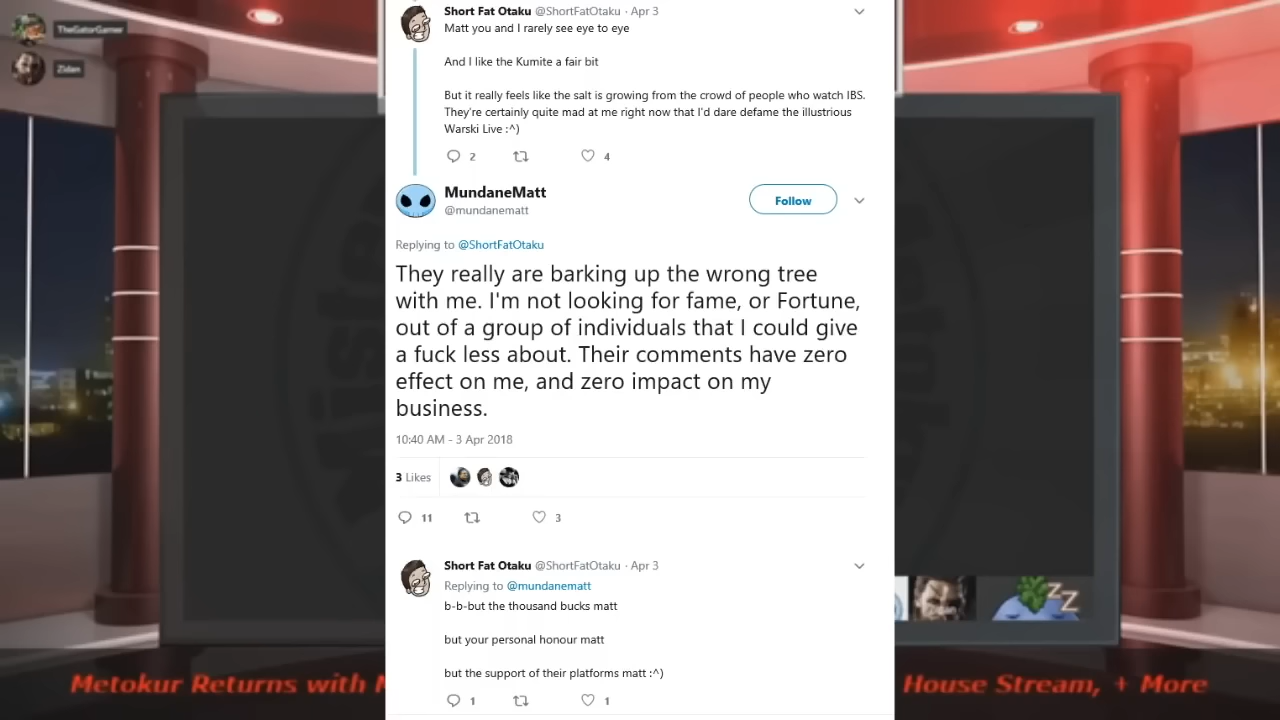 TheGatorGamer
Zidan
Short Fat Otaku @ShortFatOtaku · Apr 3
Matt you and I rarely see eye to eye
And I like the Kumite a fair bit
But it really feels like the salt is growing from the crowd of people who watch IBS.
They're certainly quite mad at me right now that I'd dare defame the illustrious
Warski Live :^)
2 4
MundaneMatt
@mundanematt
Follow
Replying to @ShortFatOtaku
They really are barking up the wrong tree
with me. I'm not looking for fame, or Fortune,
out of a group of individuals that I could give
a fuck less about. Their comments have zero
effect on me, and zero impact on my
business.
10:40 AM - 3 Apr 2018
3 Likes
11 3
Short Fat Otaku @ShortFatOtaku · Apr 3
Replying to @mundanematt
b-b-but the thousand bucks matt
but your personal honour matt
but the support of their platforms matt :^)
1 1
Metokur Returns with House Stream, + More